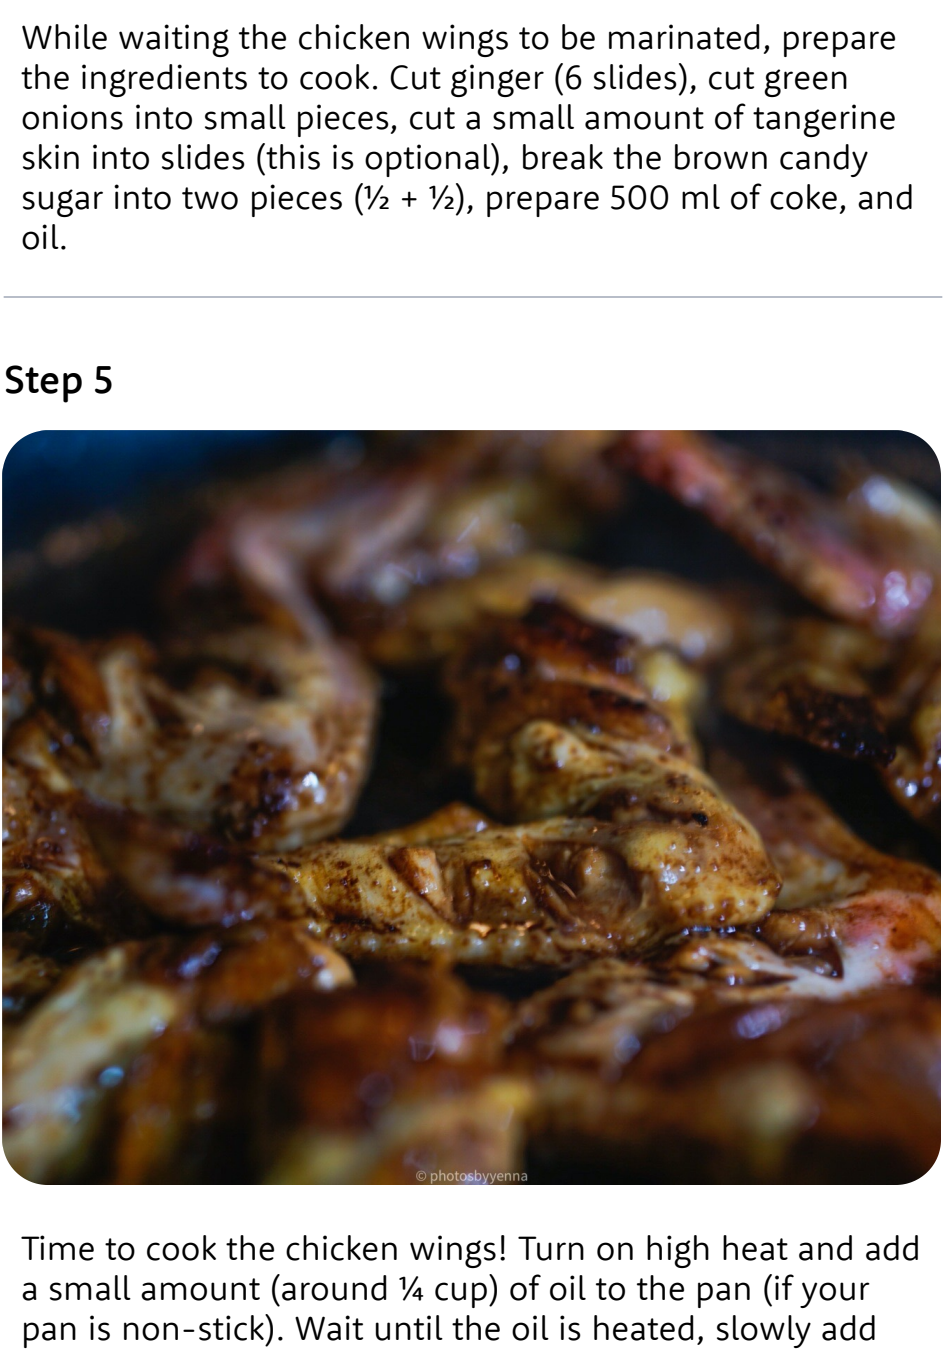 While waiting the chicken wings to be marinated, prepare
the ingredients to cook. Cut ginger (6 slides), cut green
onions into small pieces, cut a small amount of tangerine
skin into slides (this is optional), break the brown candy
sugar into two pieces (½ + ½), prepare 500 ml of coke, and
oil.
Step 5
© photosbyyenna
Time to cook the chicken wings! Turn on high heat and add
a small amount (around ¼ cup) of oil to the pan (if your
pan is non-stick). Wait until the oil is heated, slowly add